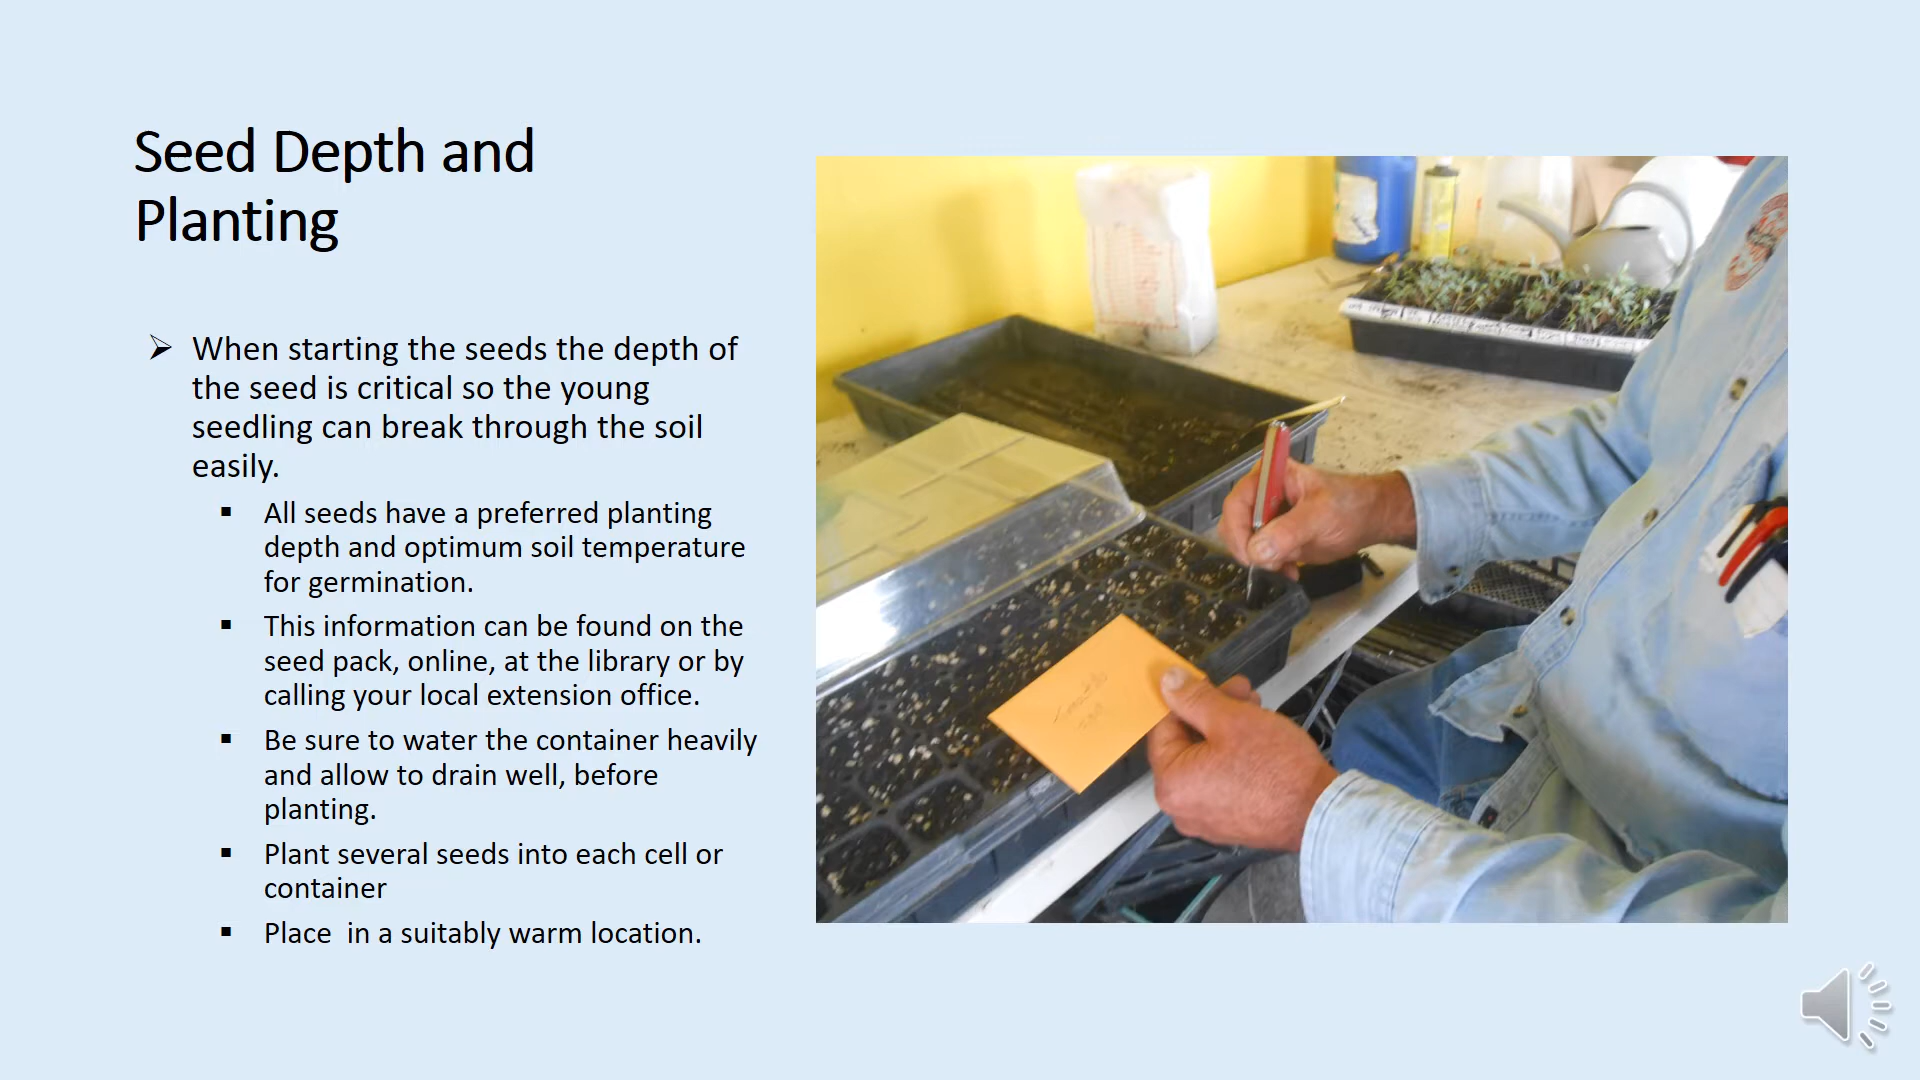 Seed Depth and
Planting
When starting the seeds the depth of
the seed is critical so the young
seedling can break through the soil
easily.
All seeds have a preferred planting
depth and optimum soil temperature
for germination.
This information can be found on the
seed pack, online, at the library or by
calling your local extension office.
Be sure to water the container heavily
and allow to drain well, before
planting.
Plant several seeds into each cell or
container
Place  in a suitably warm location.